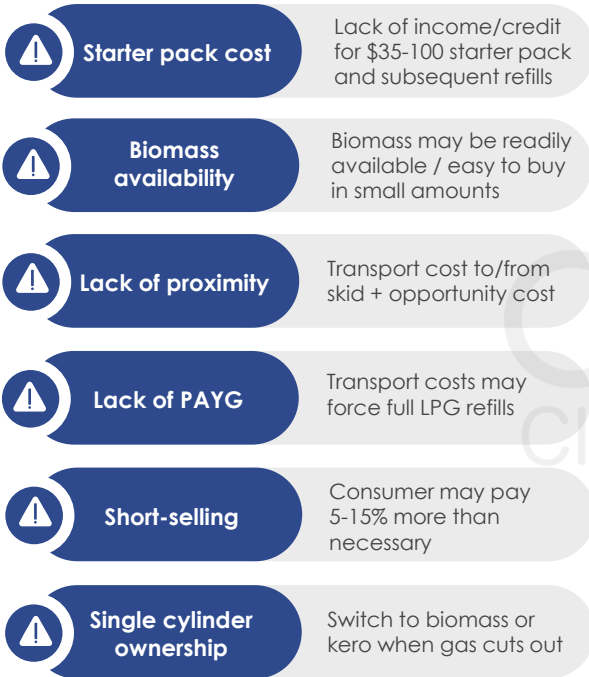 Starter pack cost
Lack of income/credit
for $35-100 starter pack
and subsequent refills
Biomass
availability
Biomass may be readily
available / easy to buy
in small amounts
Lack of proximity
Transport cost to/from
skid + opportunity cost
Lack of PAYG
Transport costs may
force full LPG refills
Short-selling
Consumer may pay
5-15% more than
necessary
Single cylinder
ownership
Switch to biomass or
kero when gas cuts out